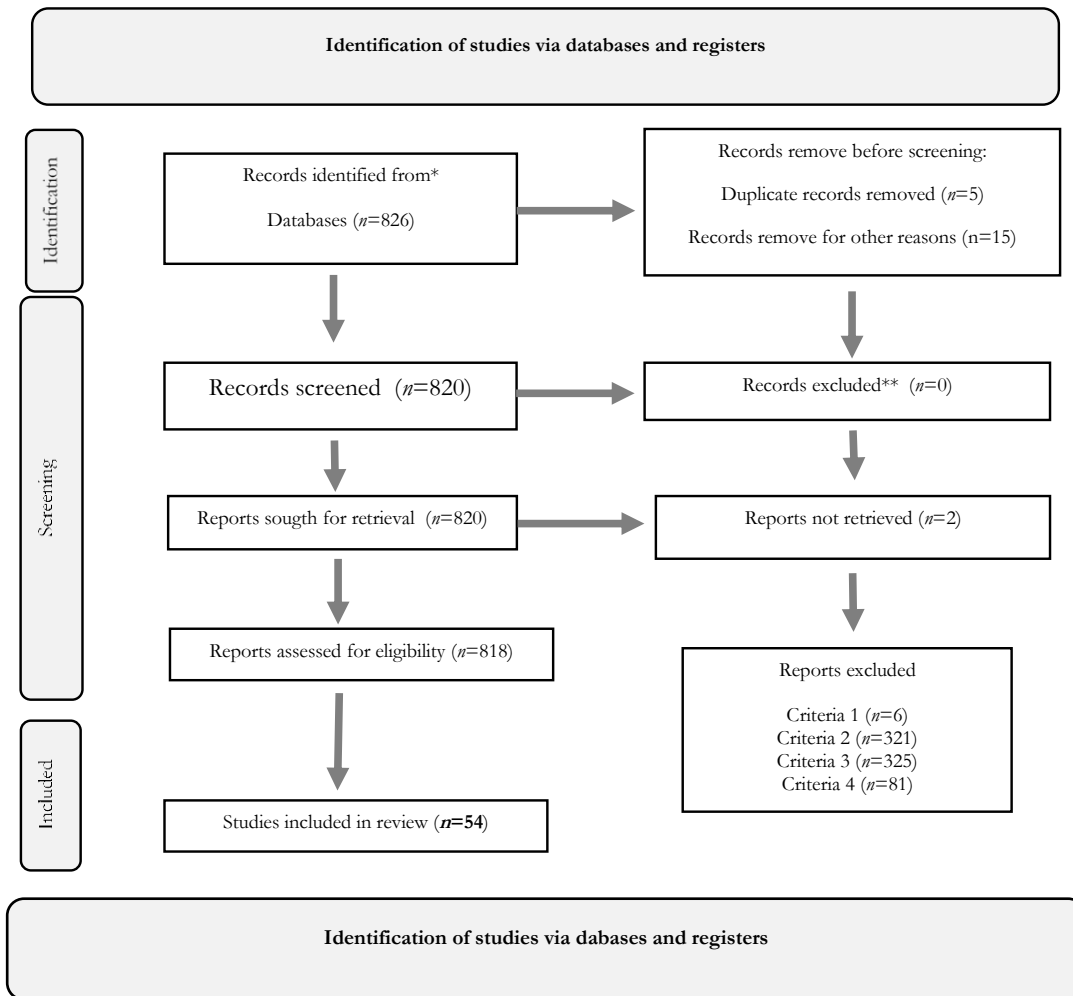 Identification of studies via databases and registers
Identification
Records identified from*
Databases (n=826)
Records remove before screening:
Duplicate records removed (n=5)
Records remove for other reasons (n=15)
Screening
Records screened (n=820)
Records excluded** (n=0)
Reports sougth for retrieval (n=820)
Reports not retrieved (n=2)
Reports assessed for eligibility (n=818)
Reports excluded
Criteria 1 (n=6)
Criteria 2 (n=321)
Criteria 3 (n=325)
Criteria 4 (n=81)
Included
Studies included in review (n=54)
Identification of studies via dabases and registers